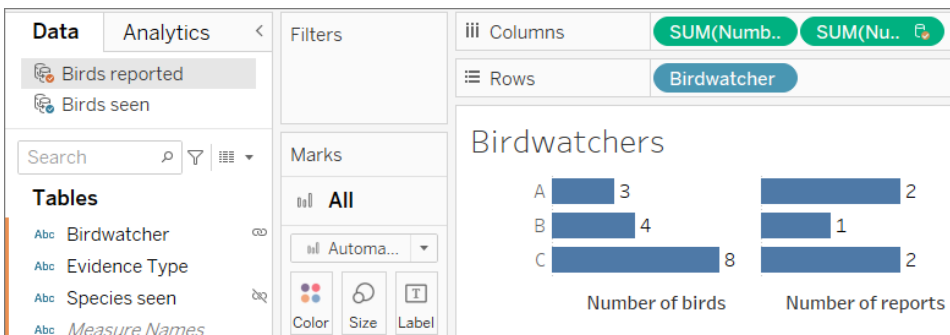 Data Analytics <
Birds reported
Birds seen
Search
Tables
Abc Birdwatcher
Abc Evidence Type
Abc Species seen
Abc Measure Names
Filters
Marks
All
Automa...
Color Size Label
Columns SUM(Numb.. SUM(Nu..
Rows Birdwatcher
Birdwatchers
A 3 2
B 4 1
C 8 2
Number of birds Number of reports